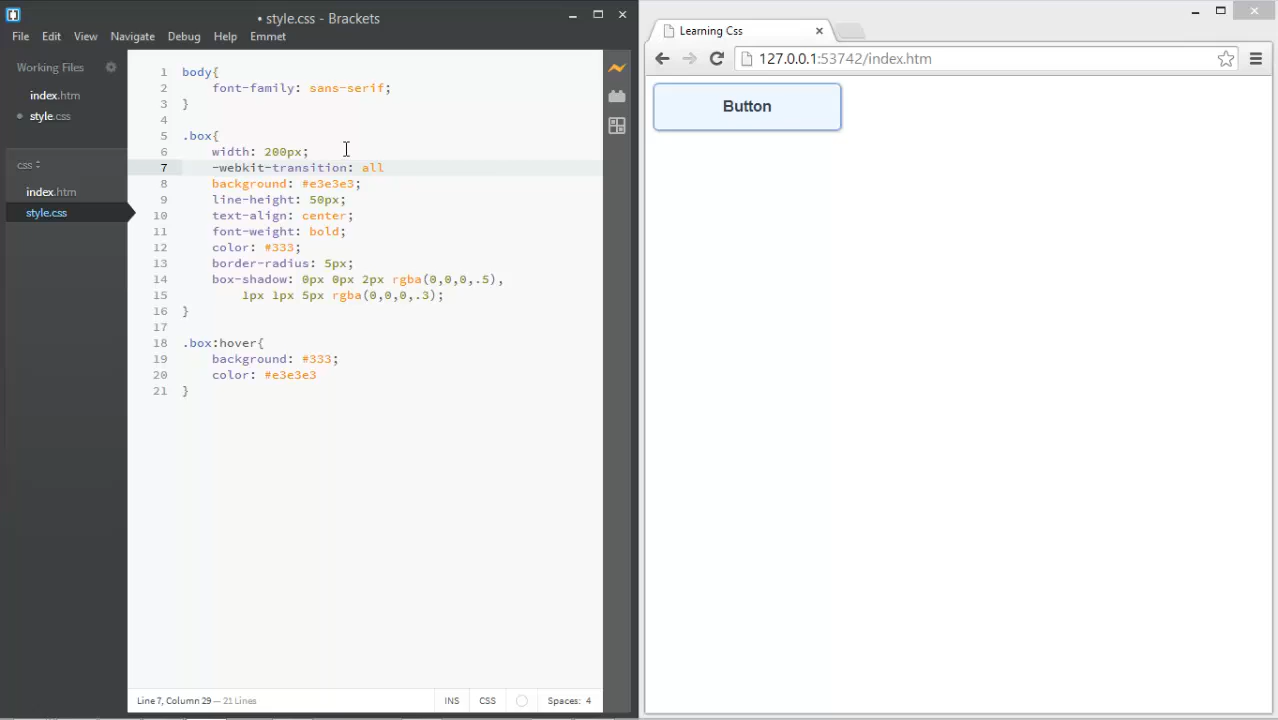 • style.css - Brackets
File Edit View Navigate Debug Help Emmet
Working Files
index.htm
• style.css
css
index.htm
style.css
1 body{
2 font-family: sans-serif;
3 }
4
5 .box{
6 width: 200px;
7 -webkit-transition: all
8 background: #e3e3e3;
9 line-height: 50px;
10 text-align: center;
11 font-weight: bold;
12 color: #333;
13 border-radius: 5px;
14 box-shadow: 0px 0px 2px rgba(0,0,0,.5),
15 1px 1px 5px rgba(0,0,0,.3);
16 }
17
18 .box:hover{
19 background: #333;
20 color: #e3e3e3
21 }
Line 7, Column 29 — 21 Lines INS CSS Spaces: 4
Learning Css
127.0.0.1:53742/index.htm
Button